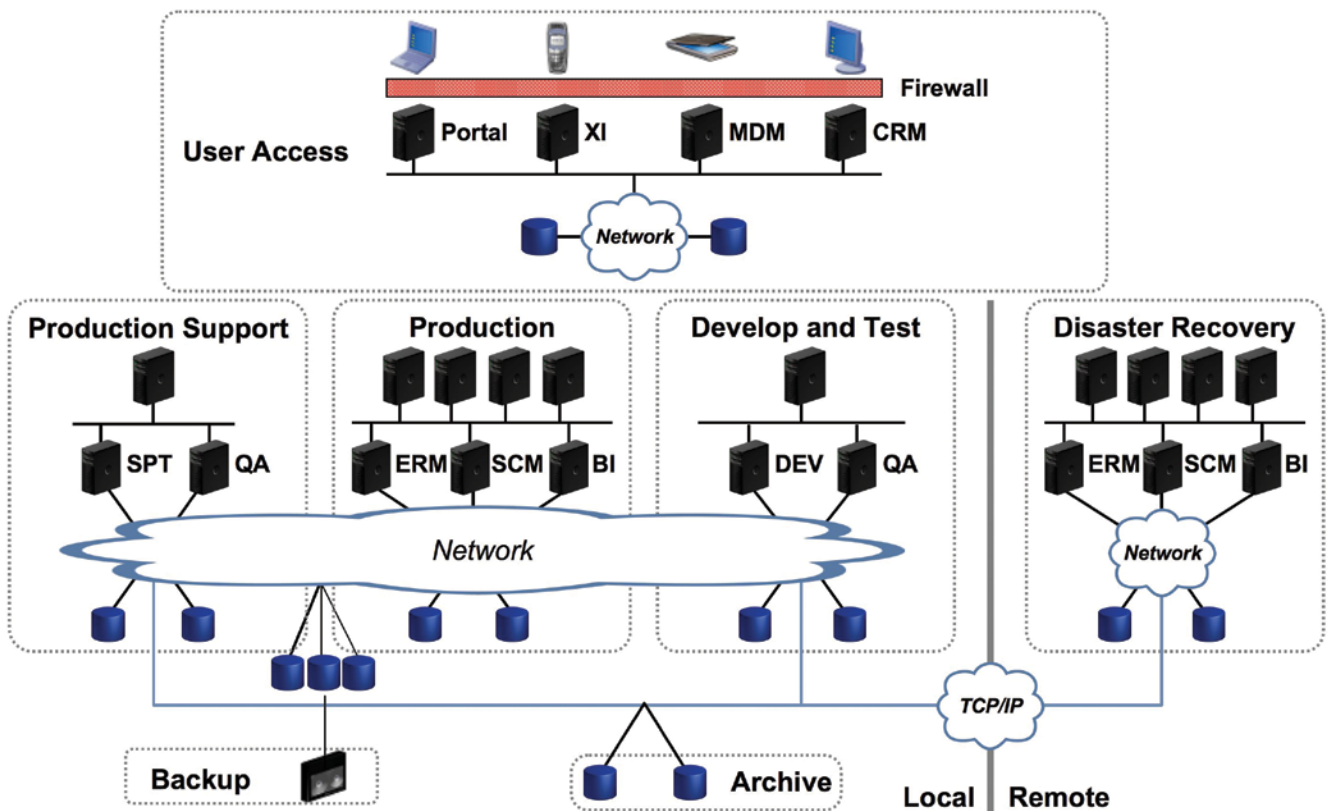 Firewall
Portal
XI
MDM
CRM
User Access
Network
Production Support
Production
Develop and Test
Disaster Recovery
SPT
QA
ERM
SCM
BI
DEV
QA
ERM
SCM
BI
Network
Network
TCP/IP
Backup
Archive
Local
Remote